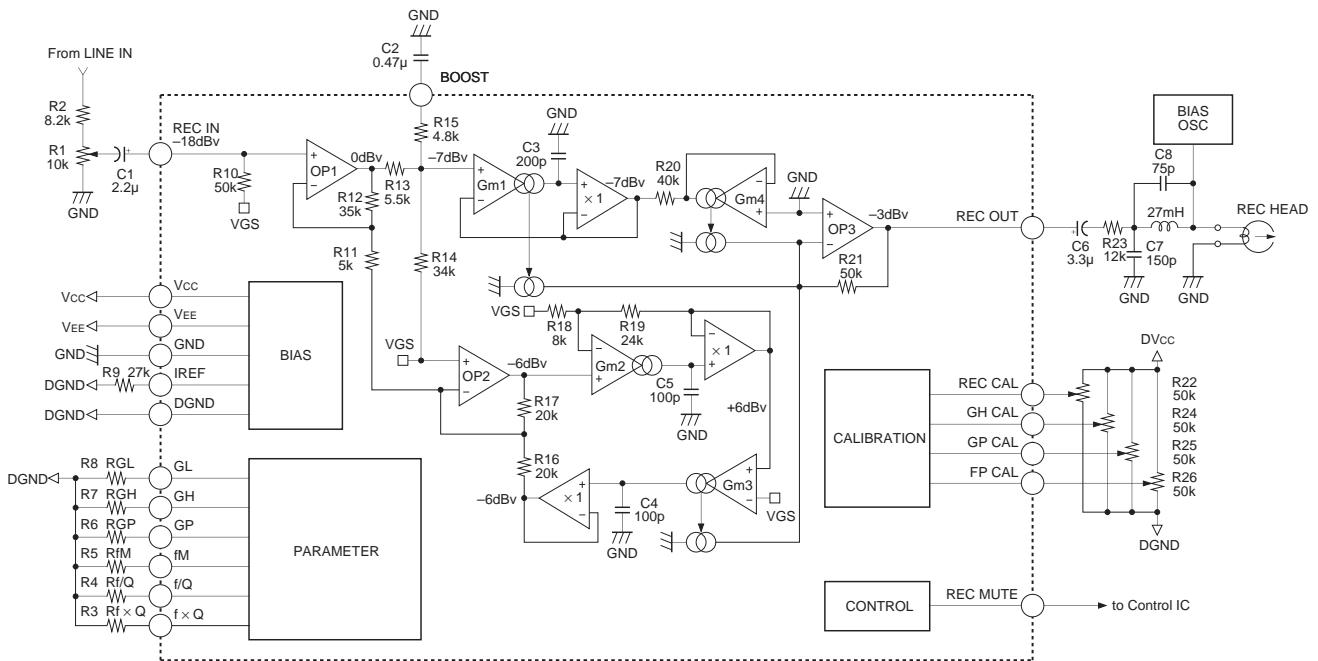 GND
From LINE IN
C2
0.47μ
BOOST
R2
8.2k
R1
10k
GND
C1
2.2μ
REC IN
–18dBv
R10
50k
VGS
OP1
+
–
0dBv
R12
35k
R13
5.5k
R11
5k
R15
4.8k
–7dBv
R14
34k
Gm1
+
–
GND
C3
200p
× 1
+
–
–7dBv
R20
40k
Gm4
–
+
GND
OP3
+
–
–3dBv
R21
50k
REC OUT
C6
3.3μ
R23
12k
C7
150p
GND
27mH
C8
75p
BIAS
OSC
GND
REC HEAD
VCC
VCC
VEE
VEE
GND
GND
R9 27k
IREF
DGND
DGND
DGND
BIAS
VGS
OP2
+
–
–6dBv
R17
20k
R16
20k
VGS
R18
8k
R19
24k
Gm2
–
+
C5
100p
GND
× 1
–
+
+6dBv
Gm3
+
–
VGS
C4
100p
GND
× 1
+
–
–6dBv
CALIBRATION
REC CAL
GH CAL
GP CAL
FP CAL
DVCC
R22
50k
R24
50k
R25
50k
R26
50k
DGND
DGND
R8 RGL
GL
R7 RGH
GH
R6 RGP
GP
R5 RfM
fM
R4 Rf/Q
f/Q
R3 Rf × Q
f × Q
PARAMETER
CONTROL
REC MUTE
to Control IC